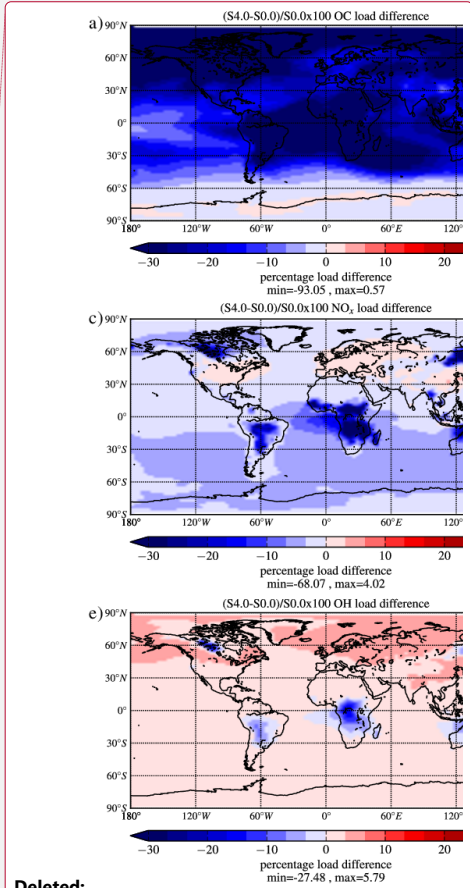 (S4.0-S0.0)/S0.0x100 OC load difference
a) 90°N
60°N
30°N
0°
30°S
60°S
90°S
180° 120°W 60°W 0° 60°E 120°
−30 −20 −10 0 10 20
percentage load difference
min=-93.05 , max=0.57
(S4.0-S0.0)/S0.0x100 NOₓ load difference
c) 90°N
60°N
30°N
0°
30°S
60°S
90°S
180° 120°W 60°W 0° 60°E 120°
−30 −20 −10 0 10 20
percentage load difference
min=-68.07 , max=4.02
(S4.0-S0.0)/S0.0x100 OH load difference
e) 90°N
60°N
30°N
0°
30°S
60°S
90°S
180° 120°W 60°W 0° 60°E 120°
−30 −20 −10 0 10 20
percentage load difference
min=-27.48 , max=5.79
Deleted: